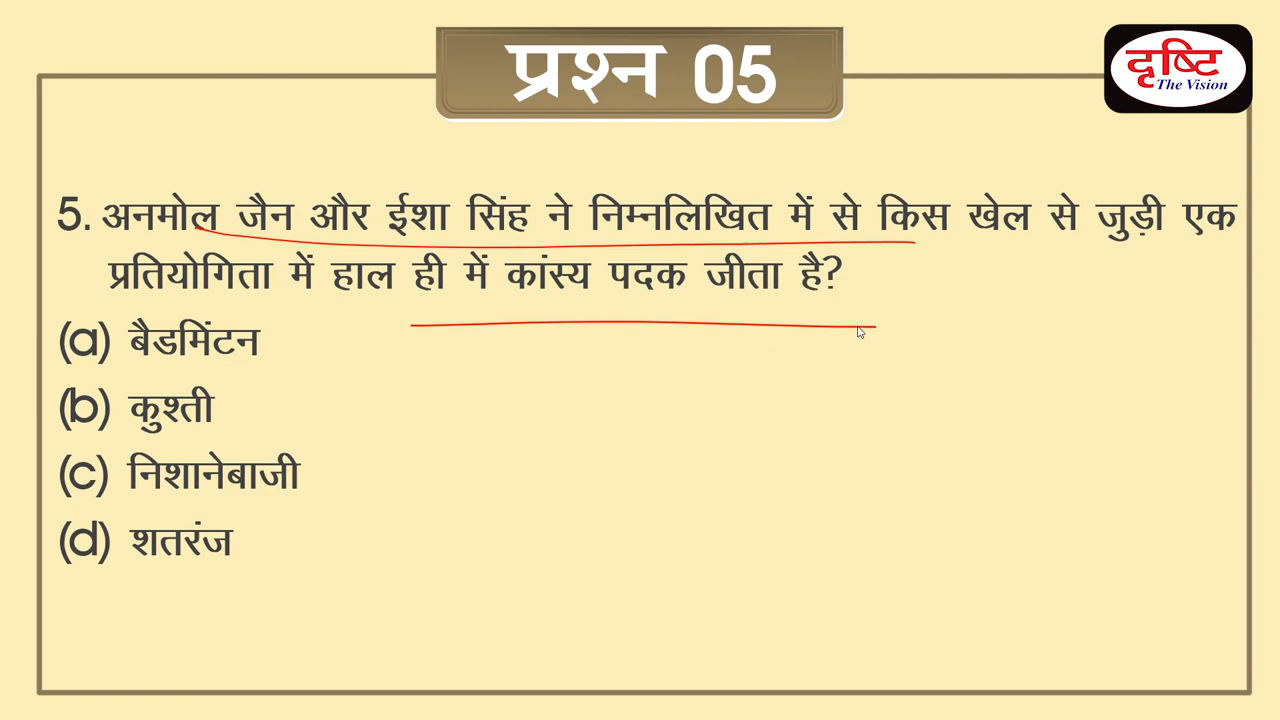 प्रश्न 05
दृष्टि
The Vision
5. अनमोल जैन और ईशा सिंह ने निम्नलिखित में से किस खेल से जुड़ी एक
प्रतियोगिता में हाल ही में कांस्य पदक जीता है?
(a) बैडमिंटन
(b) कुश्ती
(c) निशानेबाजी
(d) शतरंज